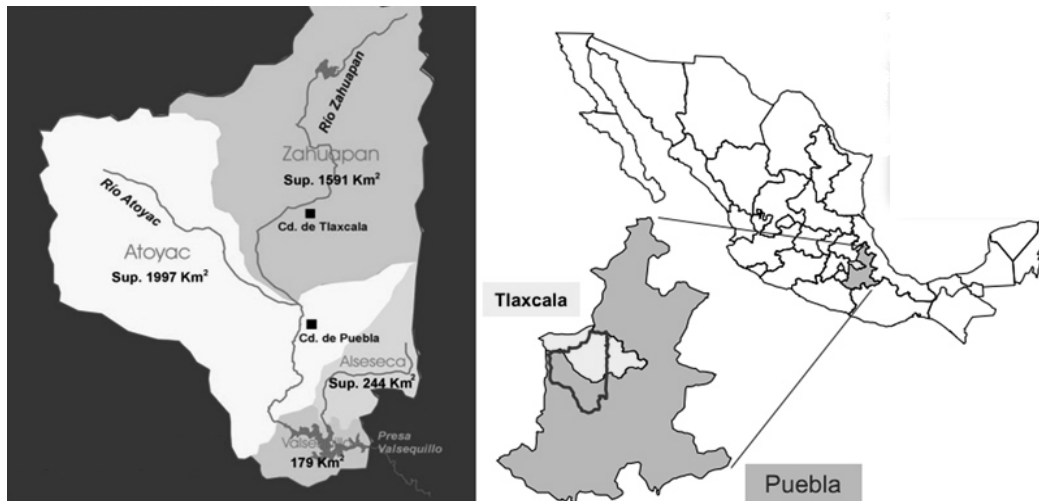 Río Zahuapan
Zahuapan
Sup. 1591 Km²
Río Atoyac
Cd. de Tlaxcala
Atoyac
Sup. 1997 Km²
Cd. de Puebla
Alseseca
Sup. 244 Km²
Presa
Valsequillo
Valsequillo
179 Km²
Tlaxcala
Puebla